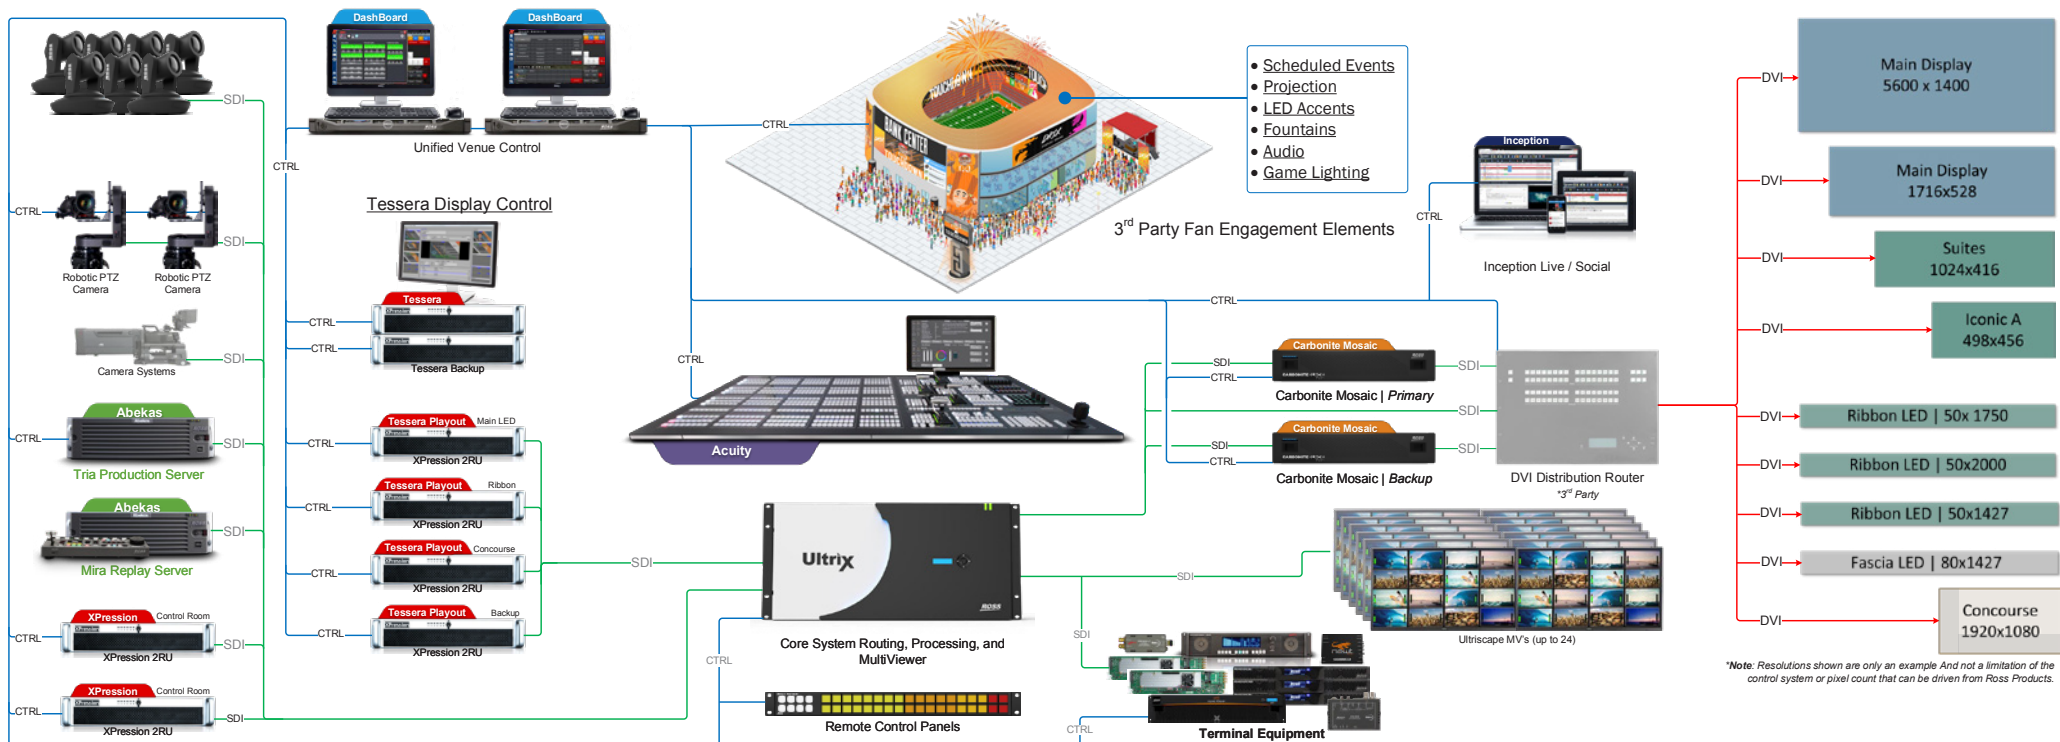 DashBoard
DashBoard
Unified Venue Control
SDI
CTRL
CTRL
TOUCHDOWN
BANK CENTER
• Scheduled Events
• Projection
• LED Accents
• Fountains
• Audio
• Game Lighting
3rd Party Fan Engagement Elements
Inception
CTRL
Inception Live / Social
CTRL
SDI
Robotic PTZ
Camera
Robotic PTZ
Camera
SDI
Camera Systems
Abekas
CTRL
SDI
Tria Production Server
Abekas
SDI
Mira Replay Server
XPression
Control Room
CTRL
SDI
XPression 2RU
XPression
Control Room
CTRL
SDI
XPression 2RU
Tessera Display Control
Tessera
CTRL
CTRL
Tessera Backup
Tessera Playout
Main LED
CTRL
XPression 2RU
Tessera Playout
Ribbon
CTRL
XPression 2RU
Tessera Playout
Concourse
CTRL
XPression 2RU
Tessera Playout
Backup
CTRL
XPression 2RU
SDI
CTRL
CTRL
Acuity
Ultrix
ROSS
Core System Routing, Processing, and
MultiViewer
CTRL
Remote Control Panels
SDI
Carbonite Mosaic
CTRL
SDI
Carbonite Mosaic | Primary
SDI
Carbonite Mosaic
SDI
CTRL
SDI
Carbonite Mosaic | Backup
DVI Distribution Router
*3rd Party
SDI
Ultriscape MV's (up to 24)
SDI
CTRL
Terminal Equipment
DVI
Main Display
5600 x 1400
DVI
Main Display
1716x528
DVI
Suites
1024x416
DVI
Iconic A
498x456
DVI
Ribbon LED | 50x 1750
DVI
Ribbon LED | 50x2000
DVI
Ribbon LED | 50x1427
DVI
Fascia LED | 80x1427
DVI
Concourse
1920x1080
*Note: Resolutions shown are only an example And not a limitation of the
control system or pixel count that can be driven from Ross Products.